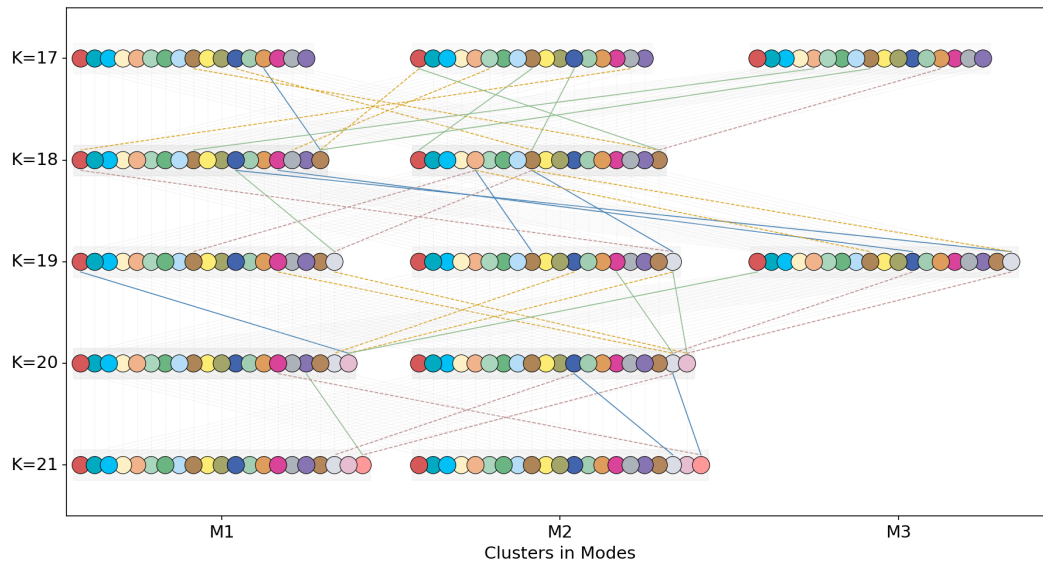 K=17
K=18
K=19
K=20
K=21
M1
M2
M3
Clusters in Modes